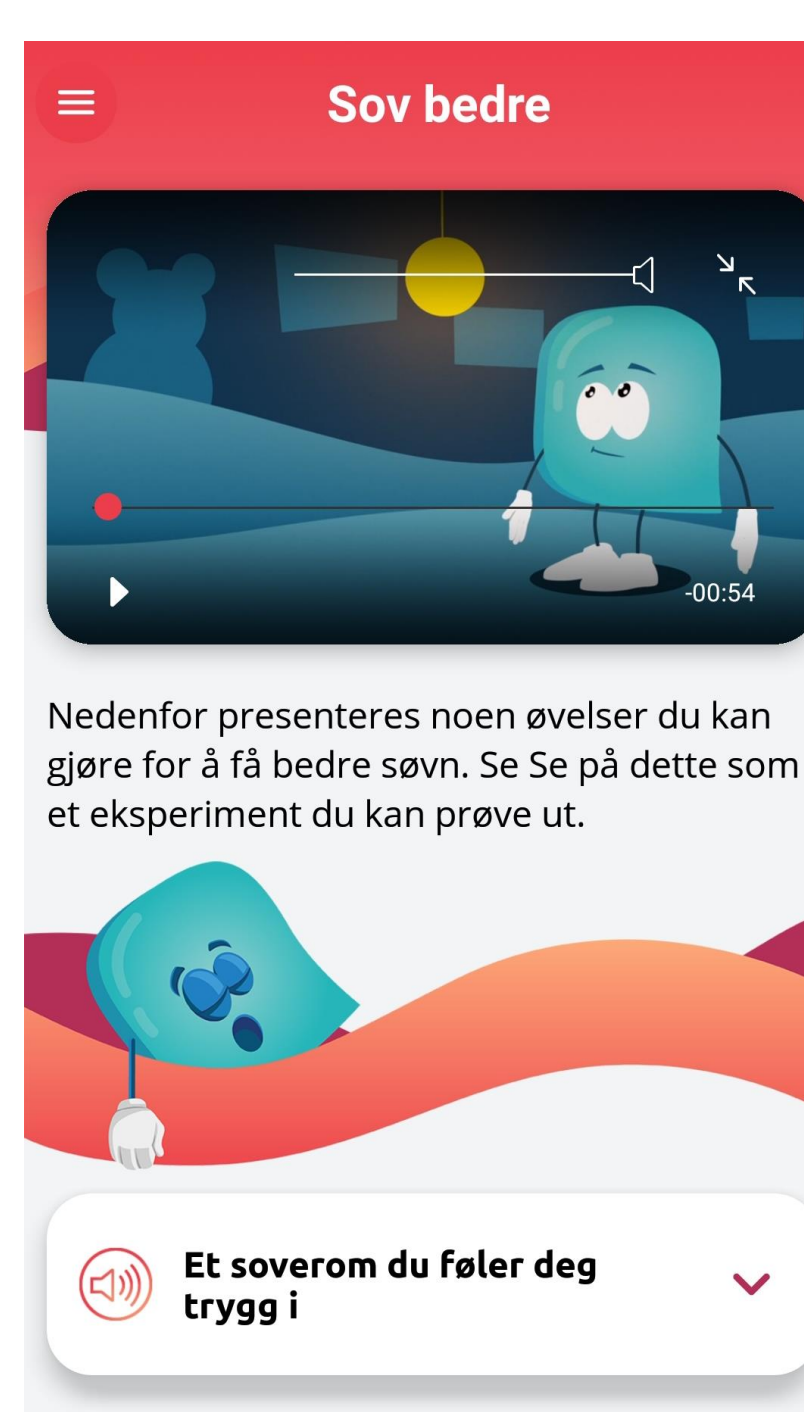 Sov bedre
-00:54
Nedenfor presenteres noen øvelser du kan
gjøre for å få bedre søvn. Se Se på dette som
et eksperiment du kan prøve ut.
Et soverom du føler deg
trygg i